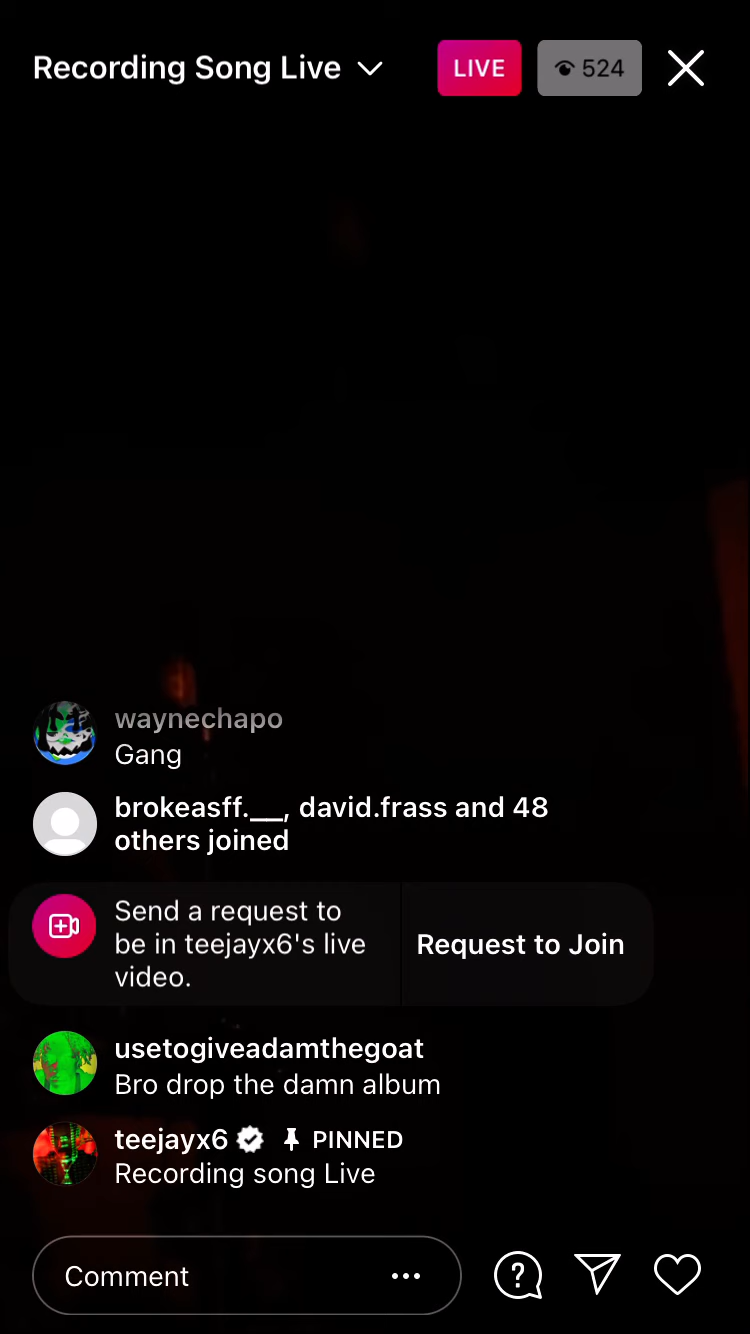 Recording Song Live
LIVE
524
waynechapo
Gang
brokeasff.__, david.frass and 48
others joined
Send a request to
be in teejayx6's live
video.
Request to Join
usetogiveadamthegoat
Bro drop the damn album
teejayx6 PINNED
Recording song Live
Comment